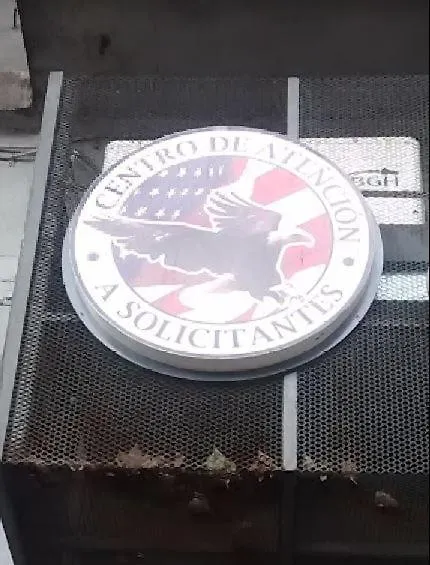 CENTRO DE ATENCIÓN
A SOLICITANTES
BGH